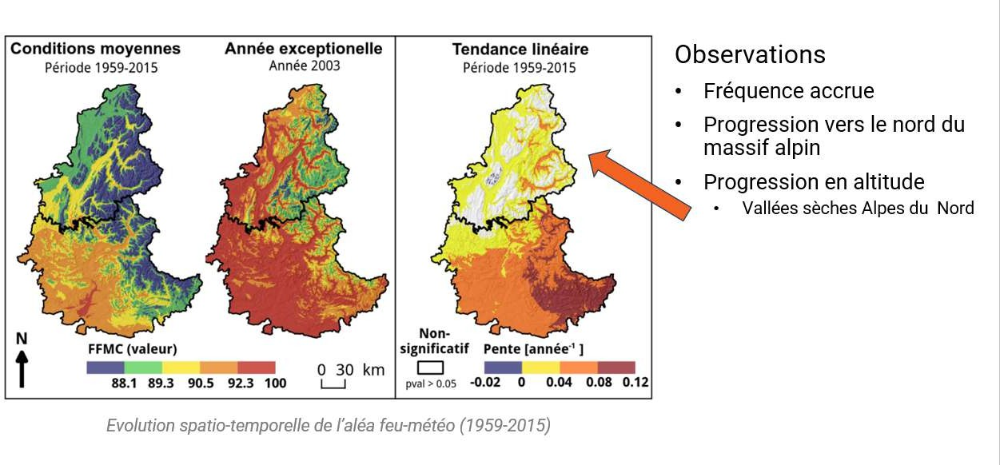 Conditions moyennes
Période 1959-2015
Année exceptionelle
Année 2003
Tendance linéaire
Période 1959-2015
N
FFMC (valeur)
88.1 89.3 90.5 92.3 100
0 30 km
Non-
significatif
pval > 0.05
Pente [année⁻¹ ]
-0.02 0 0.04 0.08 0.12
Evolution spatio-temporelle de l’aléa feu-météo (1959-2015)
Observations
• Fréquence accrue
• Progression vers le nord du
massif alpin
• Progression en altitude
• Vallées sèches Alpes du Nord